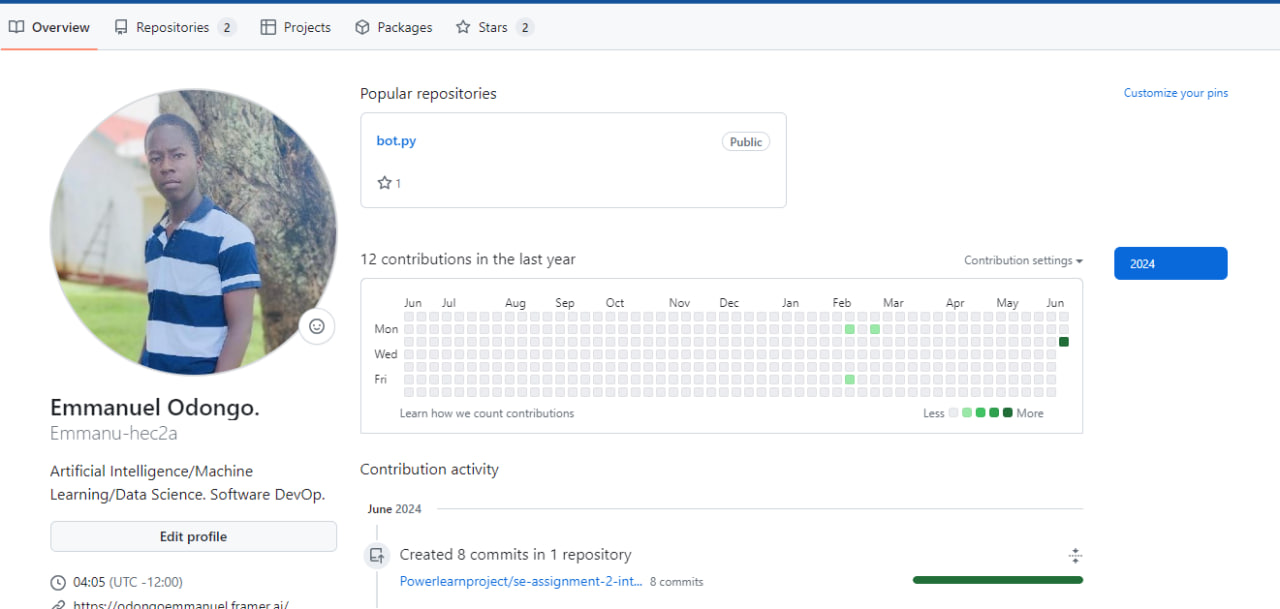 Overview Repositories 2 Projects Packages Stars 2
Popular repositories
Customize your pins
bot.py
Public
1
12 contributions in the last year
Contribution settings
2024
Jun Jul Aug Sep Oct Nov Dec Jan Feb Mar Apr May Jun
Mon
Wed
Fri
Learn how we count contributions
Less
More
Emmanuel Odongo.
Emmanu-hec2a
Artificial Intelligence/Machine
Learning/Data Science. Software DevOp.
Edit profile
04:05 (UTC -12:00)
https://odongoemmanuel.framer.ai/
Contribution activity
June 2024
Created 8 commits in 1 repository
Powerlearnproject/se-assignment-2-int... 8 commits